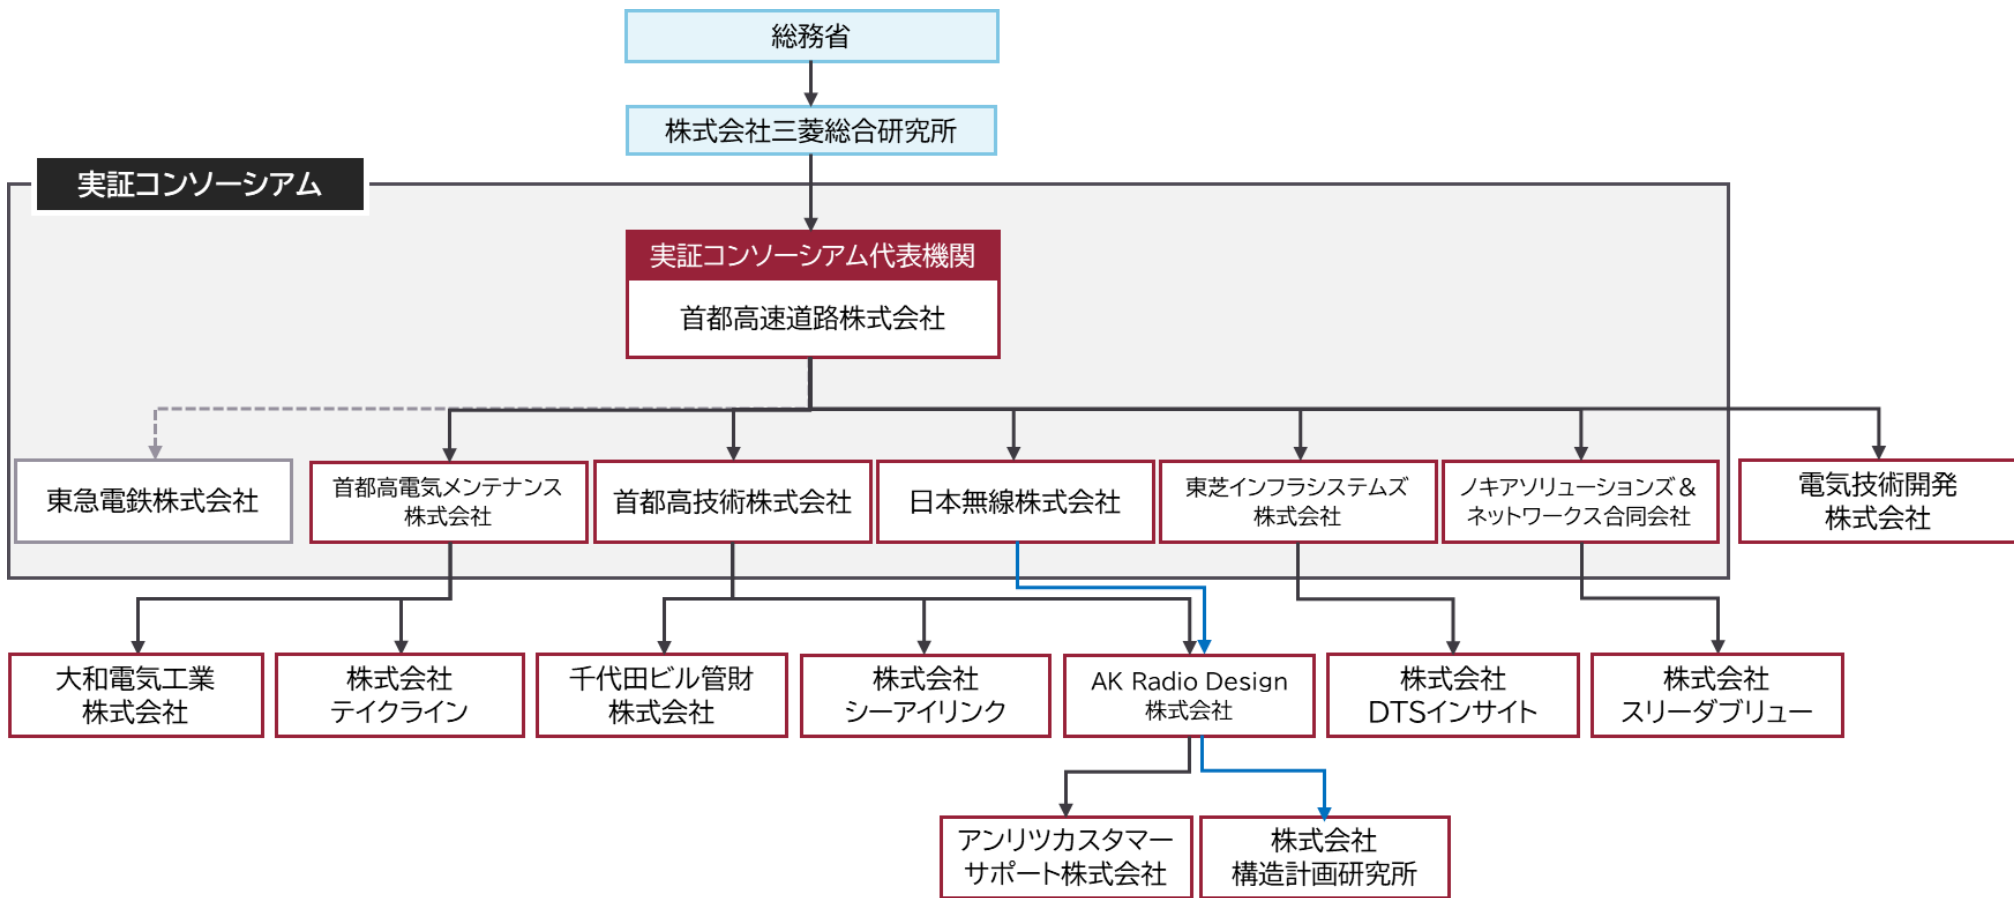 総務省
株式会社三菱総合研究所
実証コンソーシアム
実証コンソーシアム代表機関
首都高速道路株式会社
東急電鉄株式会社
首都高電気メンテナンス
株式会社
首都高技術株式会社
日本無線株式会社
東芝インフラシステムズ
株式会社
ノキアソリューションズ＆
ネットワークス合同会社
電気技術開発
株式会社
大和電気工業
株式会社
株式会社
テイクライン
千代田ビル管財
株式会社
株式会社
シーアイリンク
AK Radio Design
株式会社
株式会社
DTSインサイト
株式会社
スリーダブリュー
アンリツカスタマー
サポート株式会社
株式会社
構造計画研究所